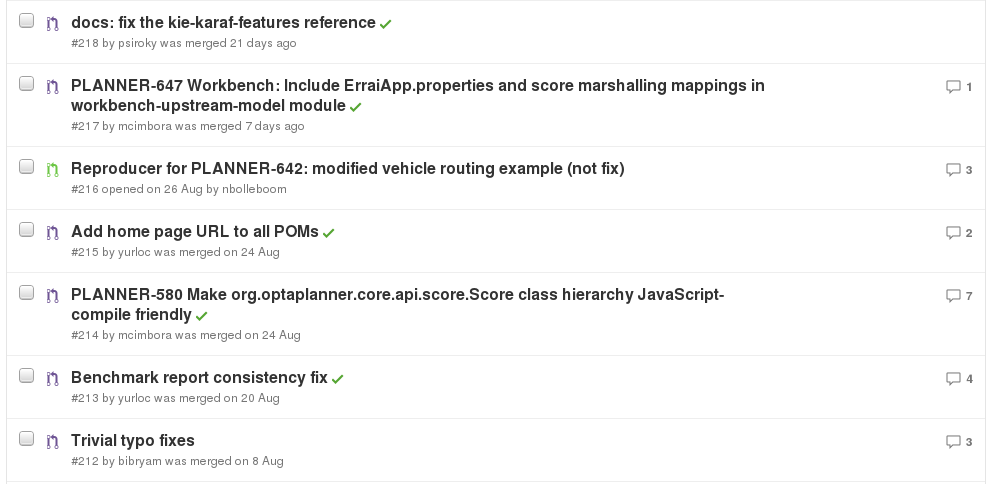 docs: fix the kie-karaf-features reference
#218 by psiroky was merged 21 days ago
PLANNER-647 Workbench: Include ErraiApp.properties and score marshalling mappings in
1
workbench-upstream-model module
#217 by mcimbora was merged 7 days ago
Reproducer for PLANNER-642: modified vehicle routing example (not fix)
3
#216 opened on 26 Aug by nbolleboom
Add home page URL to all POMs
2
#215 by yurloc was merged on 24 Aug
PLANNER-580 Make org.optaplanner.core.api.score.Score class hierarchy JavaScript-
7
compile friendly
#214 by mcimbora was merged on 24 Aug
Benchmark report consistency fix
4
#213 by yurloc was merged on 20 Aug
Trivial typo fixes
3
#212 by bibryam was merged on 8 Aug